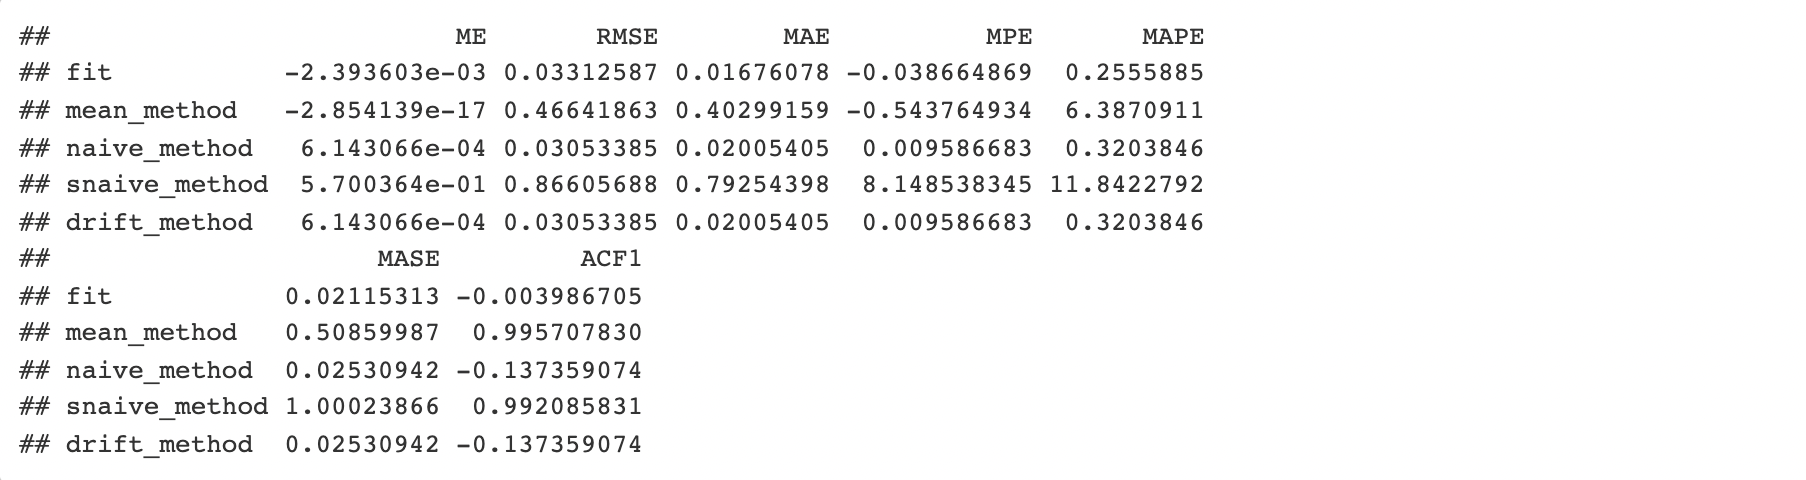 ##                         ME       RMSE        MAE          MPE       MAPE
## fit           -2.393603e-03 0.03312587 0.01676078 -0.038664869  0.2555885
## mean_method   -2.854139e-17 0.46641863 0.40299159 -0.543764934  6.3870911
## naive_method   6.143066e-04 0.03053385 0.02005405  0.009586683  0.3203846
## snaive_method  5.700364e-01 0.86605688 0.79254398  8.148538345 11.8422792
## drift_method   6.143066e-04 0.03053385 0.02005405  0.009586683  0.3203846
##                     MASE         ACF1
## fit           0.02115313 -0.003986705
## mean_method   0.50859987  0.995707830
## naive_method  0.02530942 -0.137359074
## snaive_method 1.00023866  0.992085831
## drift_method  0.02530942 -0.137359074